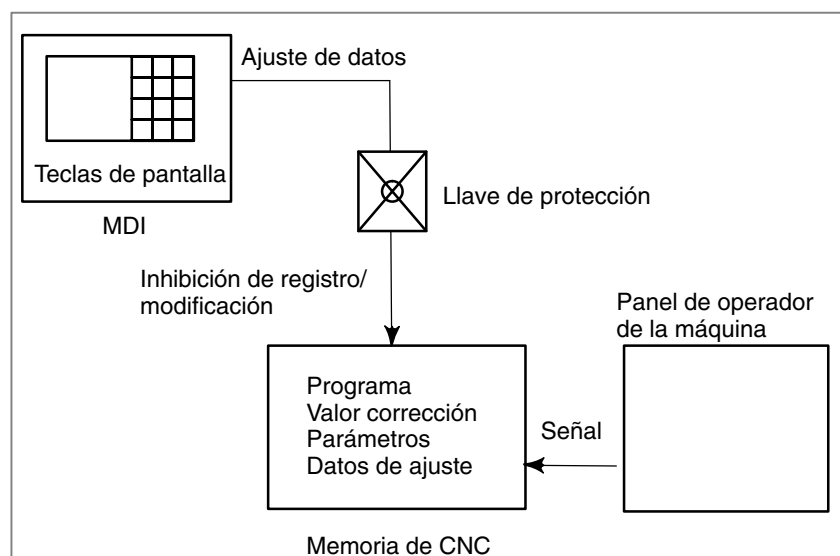 Ajuste de datos
Teclas de pantalla
MDI
Llave de protección
Inhibición de registro/
modificación
Panel de operador
de la máquina
Programa
Valor corrección
Parámetros
Datos de ajuste
Señal
Memoria de CNC